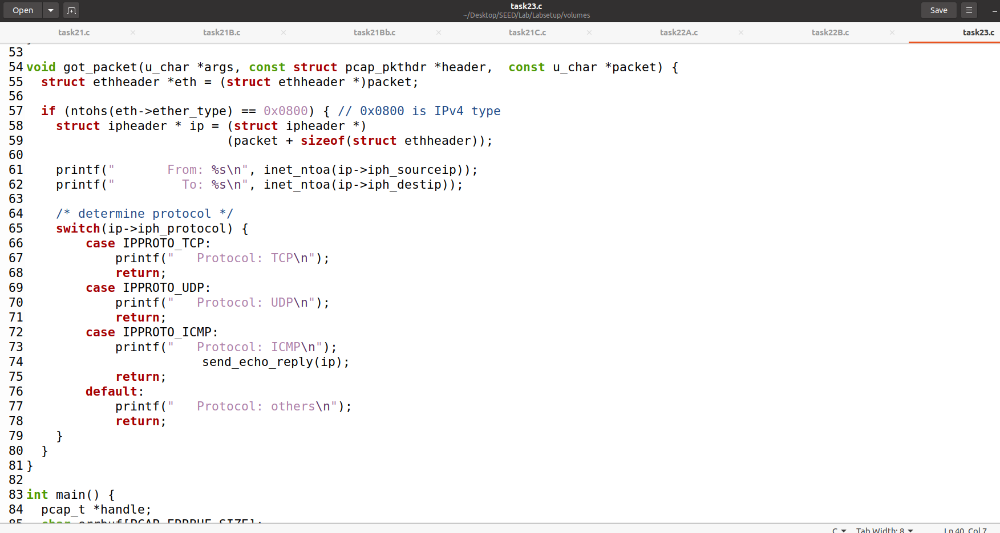 Open
task23.c
~/Desktop/SEED/Lab/Labsetup/volumes
Save
task21.c × task21B.c × task21Bb.c × task21C.c × task22A.c × task22B.c × task23.c
53
54 void got_packet(u_char *args, const struct pcap_pkthdr *header,  const u_char *packet) {
55   struct ethheader *eth = (struct ethheader *)packet;
56
57   if (ntohs(eth->ether_type) == 0x0800) { // 0x0800 is IPv4 type
58     struct ipheader * ip = (struct ipheader *)
59                            (packet + sizeof(struct ethheader));
60
61     printf("       From: %s\n", inet_ntoa(ip->iph_sourceip));
62     printf("         To: %s\n", inet_ntoa(ip->iph_destip));
63
64     /* determine protocol */
65     switch(ip->iph_protocol) {
66         case IPPROTO_TCP:
67             printf("   Protocol: TCP\n");
68             return;
69         case IPPROTO_UDP:
70             printf("   Protocol: UDP\n");
71             return;
72         case IPPROTO_ICMP:
73             printf("   Protocol: ICMP\n");
74                         send_echo_reply(ip);
75             return;
76         default:
77             printf("   Protocol: others\n");
78             return;
79     }
80   }
81 }
82
83 int main() {
84   pcap_t *handle;
85   char errbuf[PCAP_ERRBUF_SIZE];
C Tab Width: 8 Ln 40, Col 7